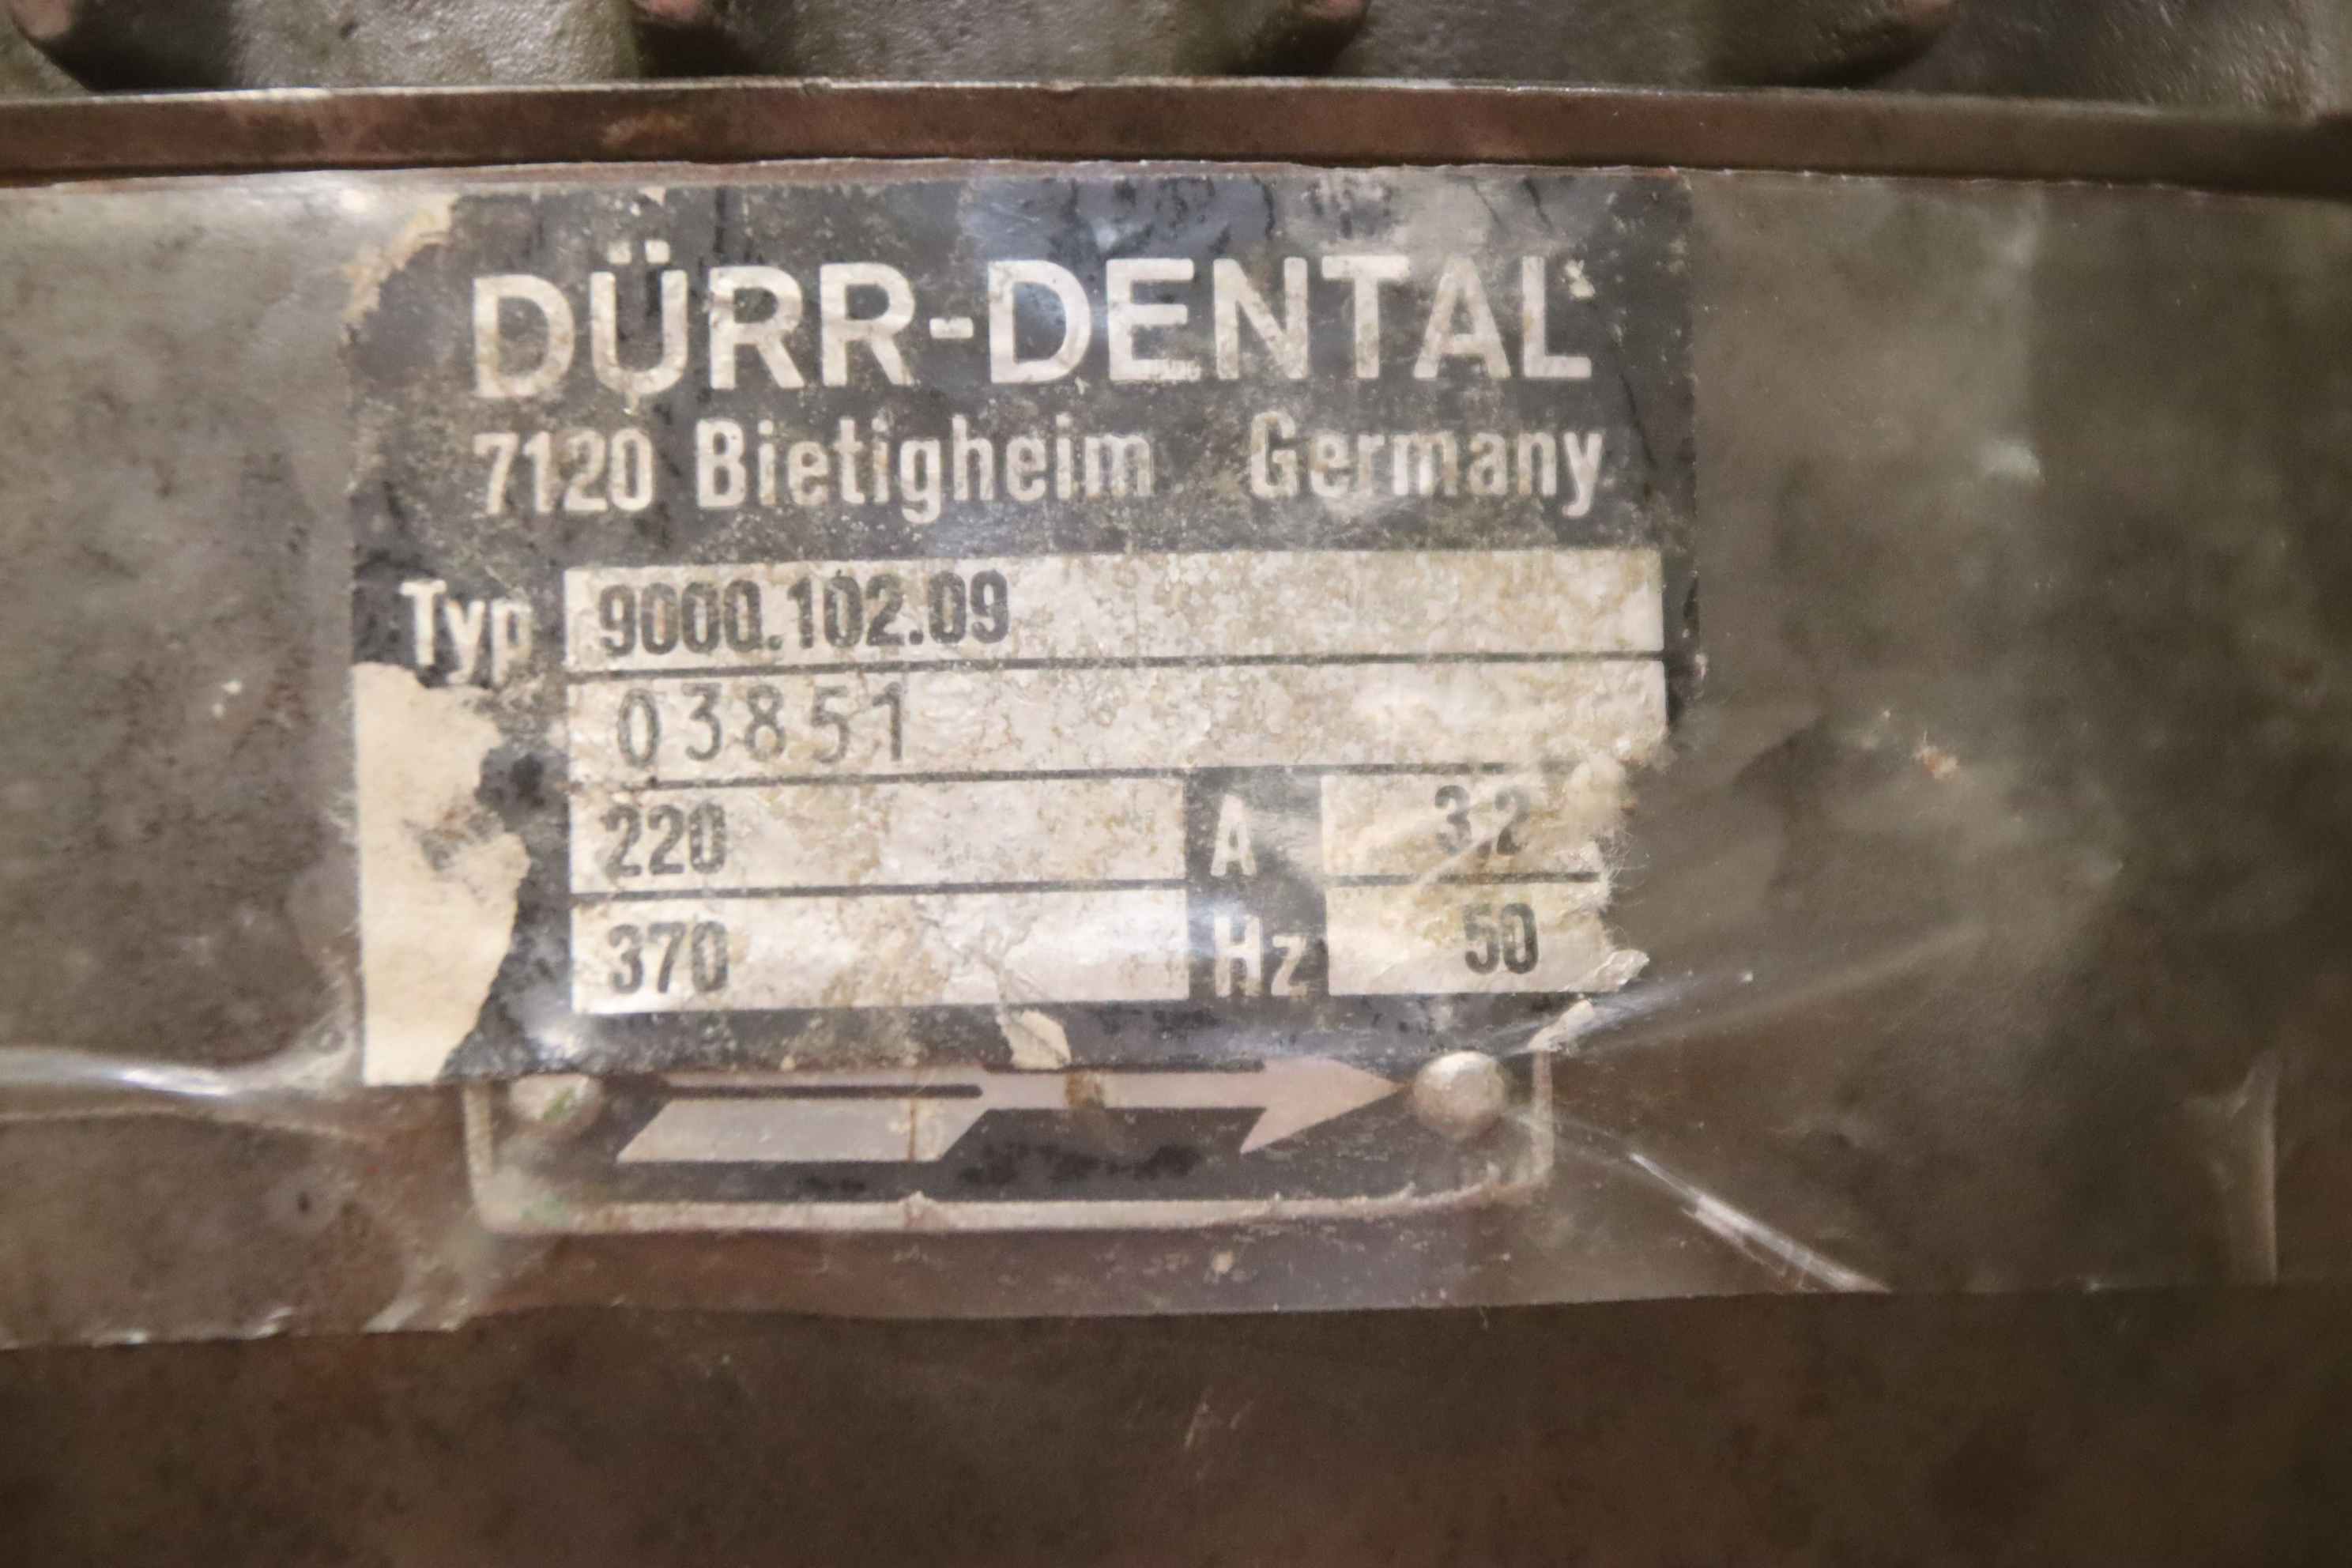 DÜRR-DENTAL
7120 Bietigheim Germany
Typ 9000.102.09
03851
220 A 3,2
370 Hz 50